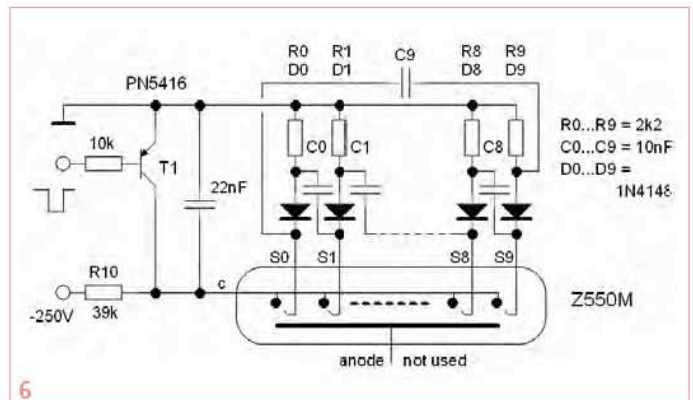 R0 R1 C9 R8 R9
D0 D1 D8 D9
PN5416
10k
T1
22nF
C0 C1 C8
R0...R9 = 2k2
C0...C9 = 10nF
D0...D9 =
1N4148
R10
39k
-250V
c
S0 S1 S8 S9
Z550M
anode not used
6